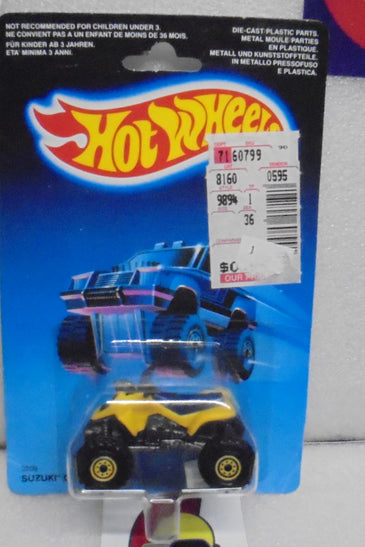 NOT RECOMMENDED FOR CHILDREN UNDER 3.
NE CONVIENT PAS A UN ENFANT DE MOINS DE 36 MOIS.
FÜR KINDER AB 3 JAHREN.
ETA' MINIMA 3 ANNI.
DIE-CAST/PLASTIC PARTS.
METAL MOULE/PARTIES
EN PLASTIQUE.
METALL UND KUNSTSTOFFTEILE.
IN METALLO PRESSOFUSO
E PLASTICA.
HOT WHEELS
71 60799
8160 0595
9894 1
36
1
$
OUR
SUZUKI